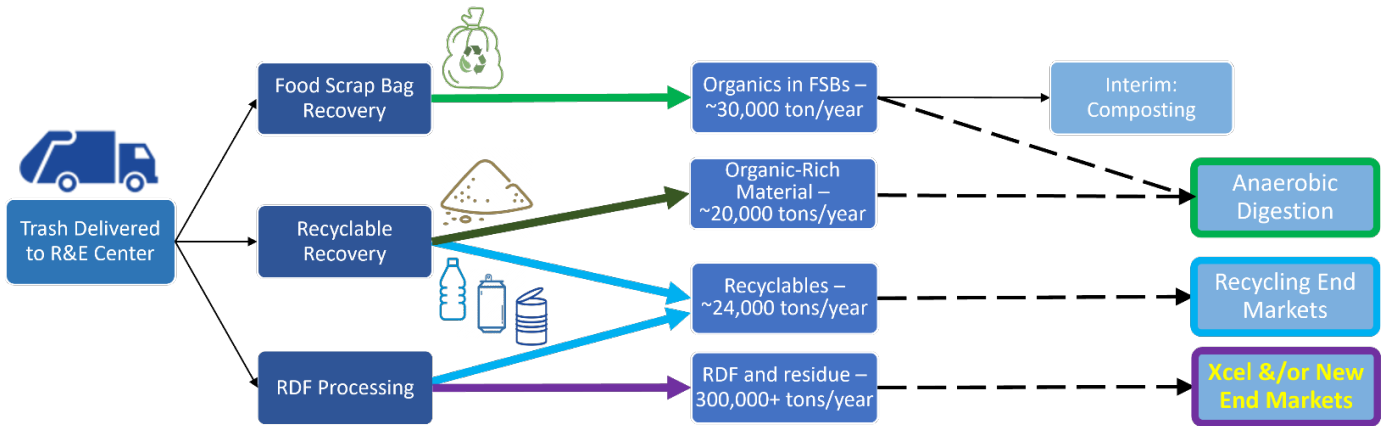 Trash Delivered
to R&E Center
Food Scrap Bag
Recovery
Recyclable
Recovery
RDF Processing
Organics in FSBs –
~30,000 ton/year
Organic-Rich
Material –
~20,000 tons/year
Recyclables –
~24,000 tons/year
RDF and residue –
300,000+ tons/year
Interim:
Composting
Anaerobic
Digestion
Recycling End
Markets
Xcel &/or New
End Markets